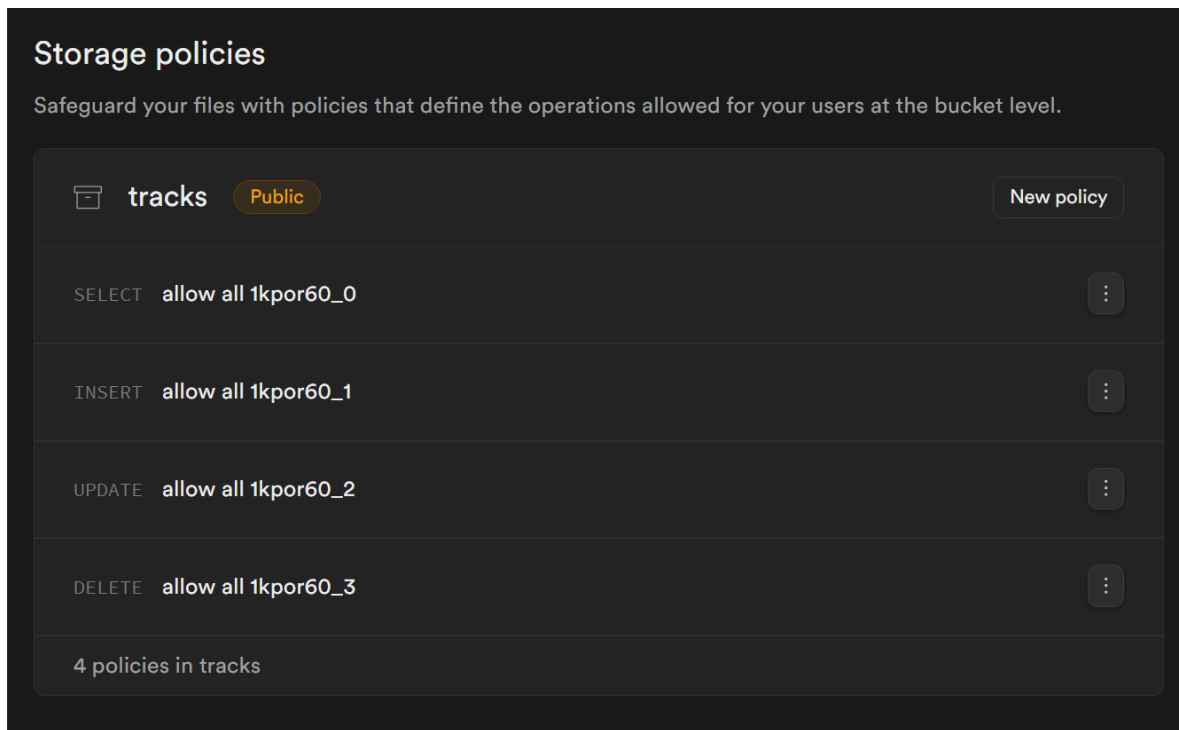 Storage policies
Safeguard your files with policies that define the operations allowed for your users at the bucket level.
tracks Public New policy
SELECT allow all 1kpor60_0
INSERT allow all 1kpor60_1
UPDATE allow all 1kpor60_2
DELETE allow all 1kpor60_3
4 policies in tracks